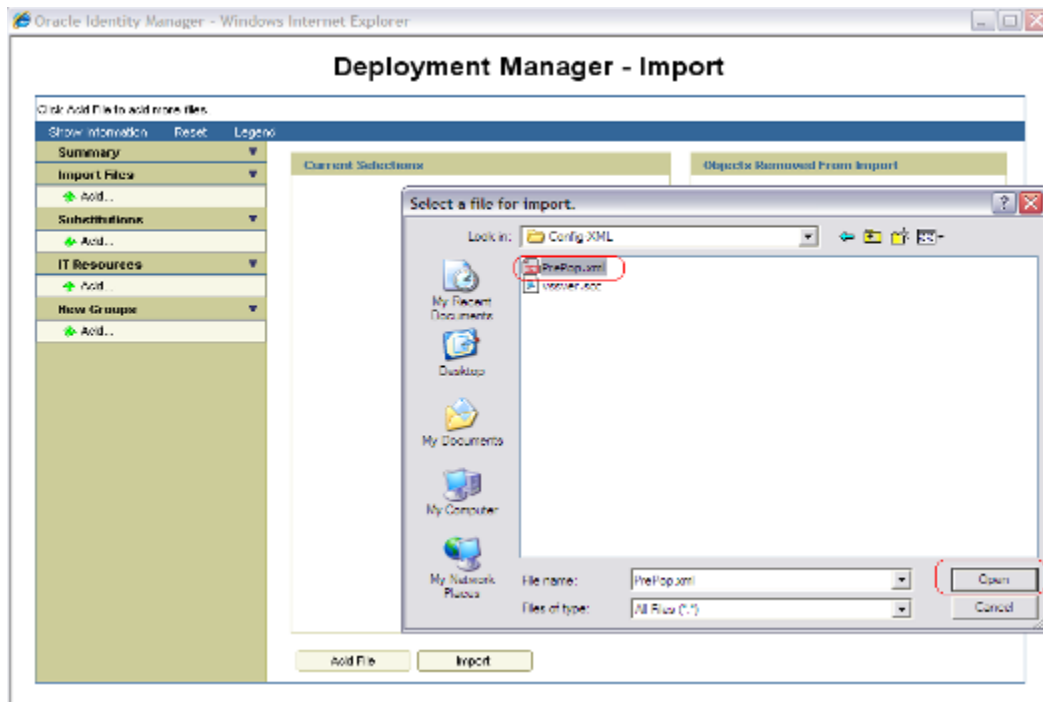 Oracle Identity Manager - Windows Internet Explorer
Deployment Manager - Import
Click Add File to add more files
Show Information Reset Legend
Summary
Import Files
Add...
Substitutions
Add...
IT Resources
Add...
New Groups
Add...
Current Selections
Objects Removed From Import
Select a file for import.
Look in: Config-XML
PrePop.xml
vssver.scc
My Recent
Documents
Desktop
My Documents
My Computer
My Network
Places
File name: PrePop.xml
Files of type: All Files (*.*)
Open
Cancel
Add File
Import